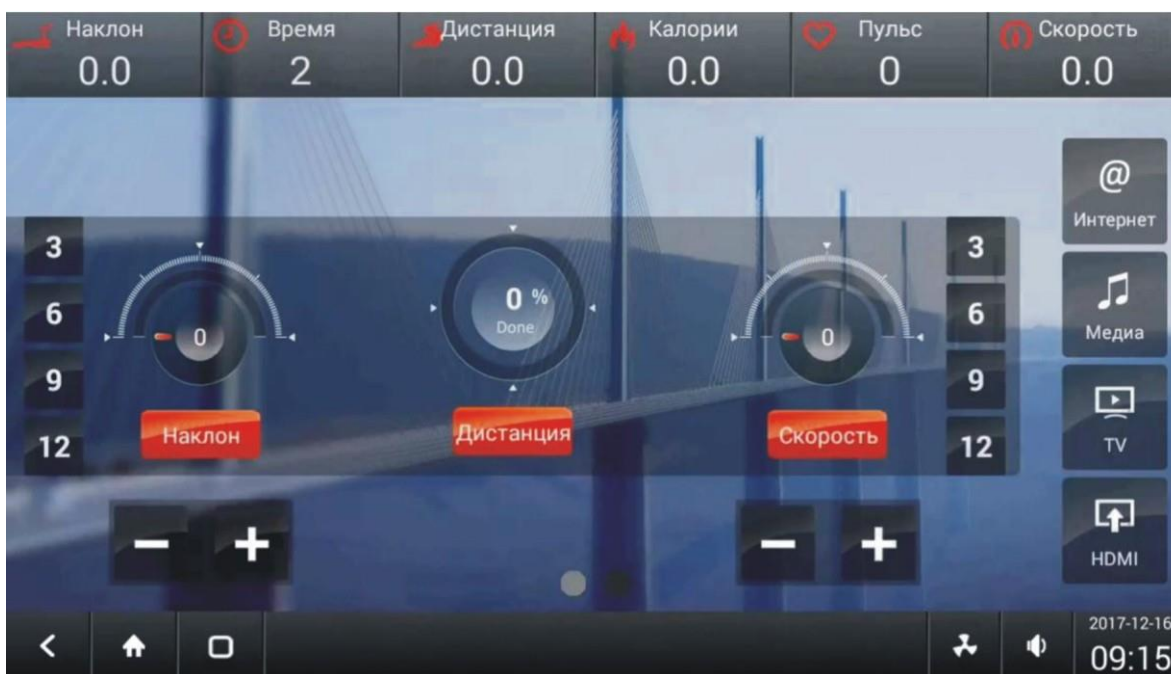 Наклон
0.0
Время
2
Дистанция
0.0
Калории
0.0
Пульс
0
Скорость
0.0
@
Интернет
Медиа
TV
HDMI
3
6
9
12
0
Наклон
0 %
Done
Дистанция
0
Скорость
3
6
9
12
− +
− +
2017-12-16
09:15